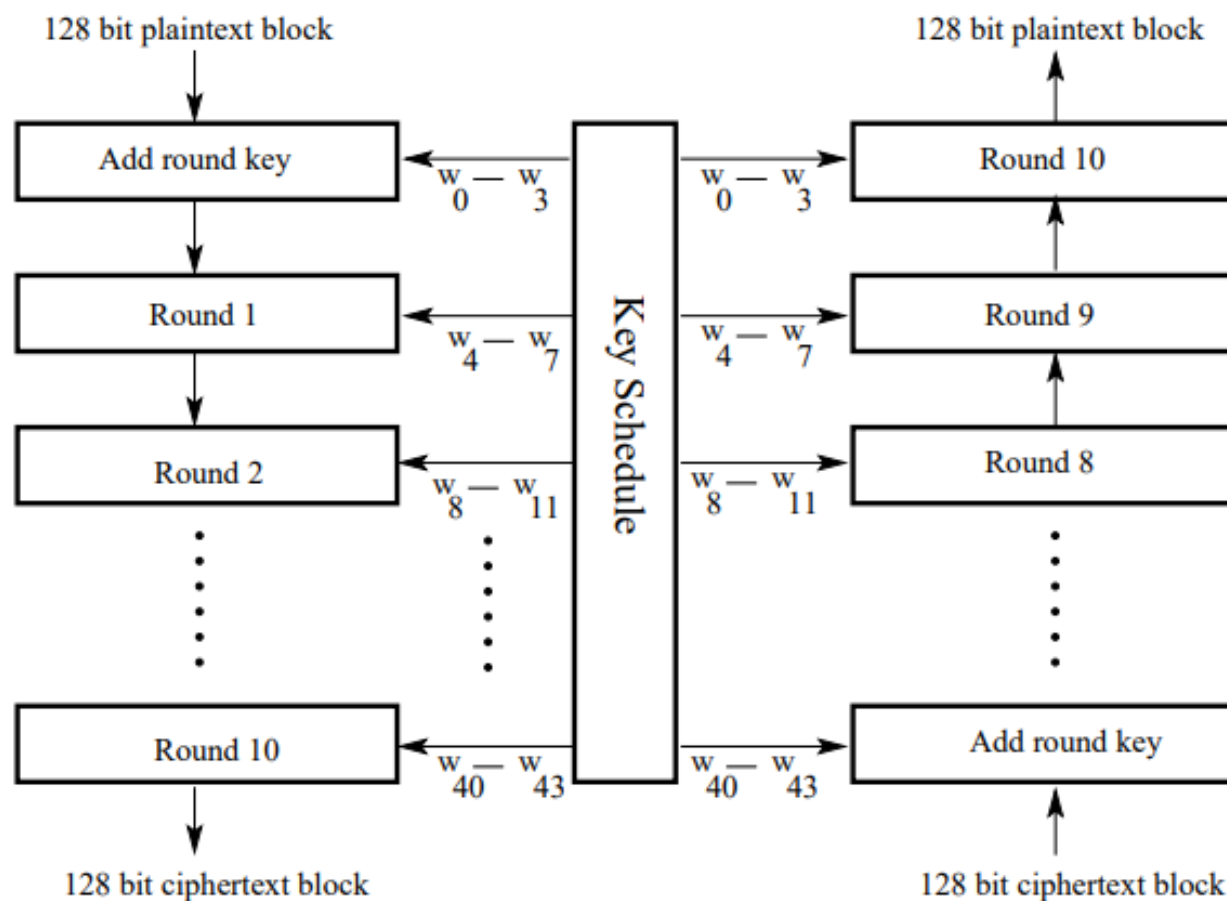 128 bit plaintext block
128 bit plaintext block
Add round key
w0 — w3
w0 — w3
Round 10
Round 1
w4 — w7
Key Schedule
w4 — w7
Round 9
Round 2
w8 — w11
w8 — w11
Round 8
Round 10
w40 — w43
w40 — w43
Add round key
128 bit ciphertext block
128 bit ciphertext block